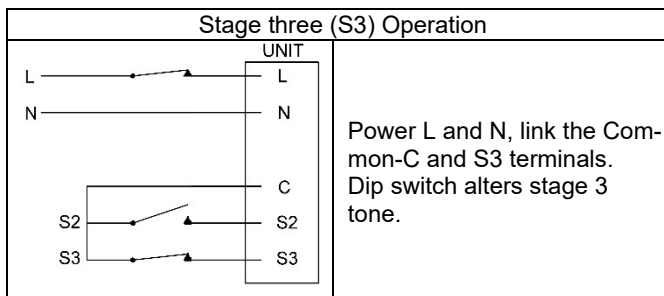 Stage three (S3) Operation
UNIT
L L
N N
C
S2 S2
S3 S3
Power L and N, link the Com-
mon-C and S3 terminals.
Dip switch alters stage 3
tone.